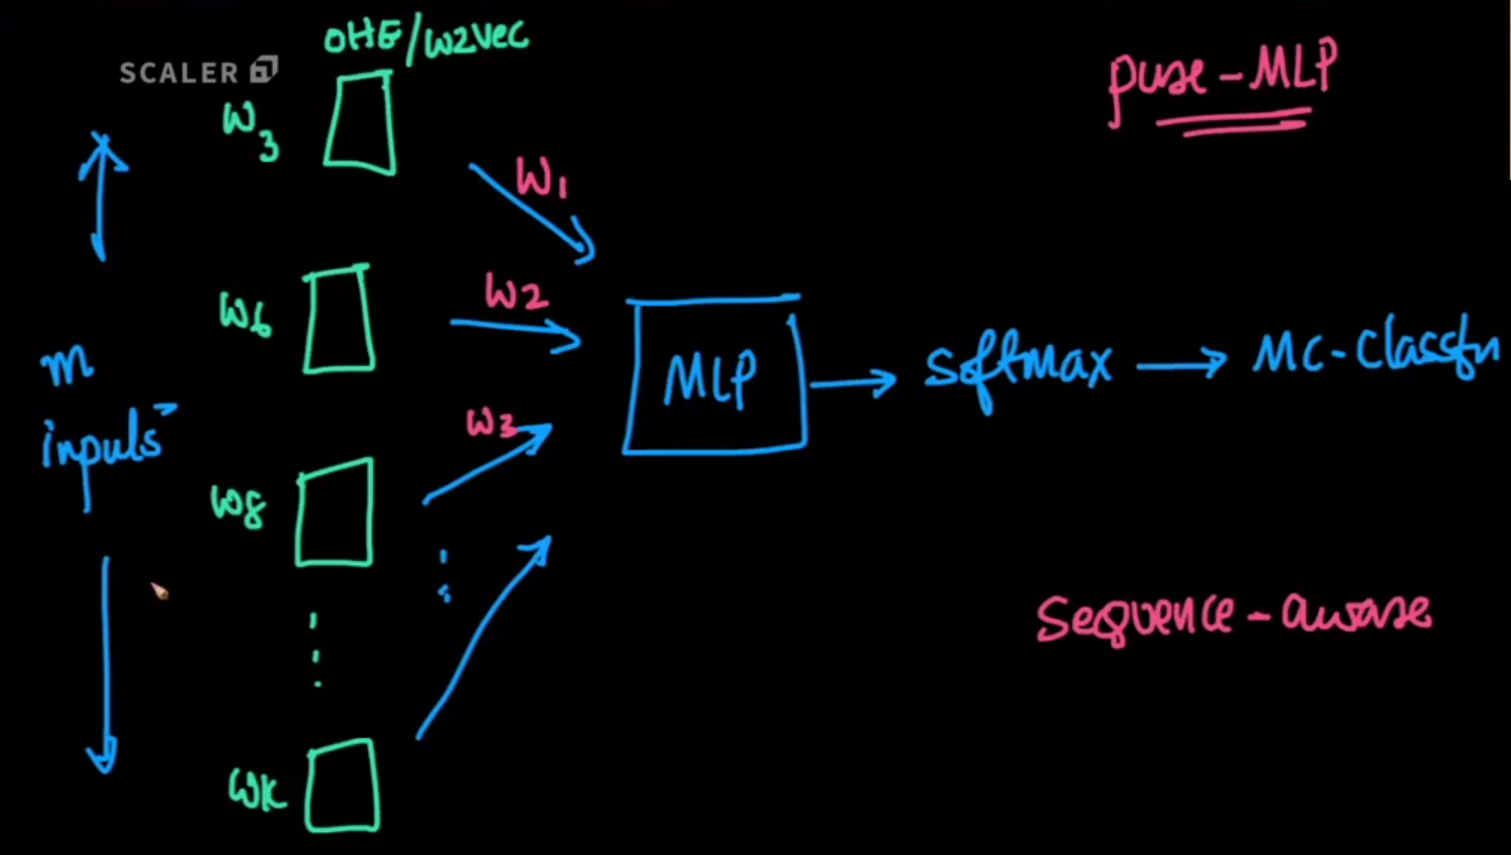 OHE/W2Vec
SCALER
pure-MLP
W3
W1
W2
W6
m
inputs
MLP
Softmax
MC-Classfn
W3
W8
Sequence-aware
WK